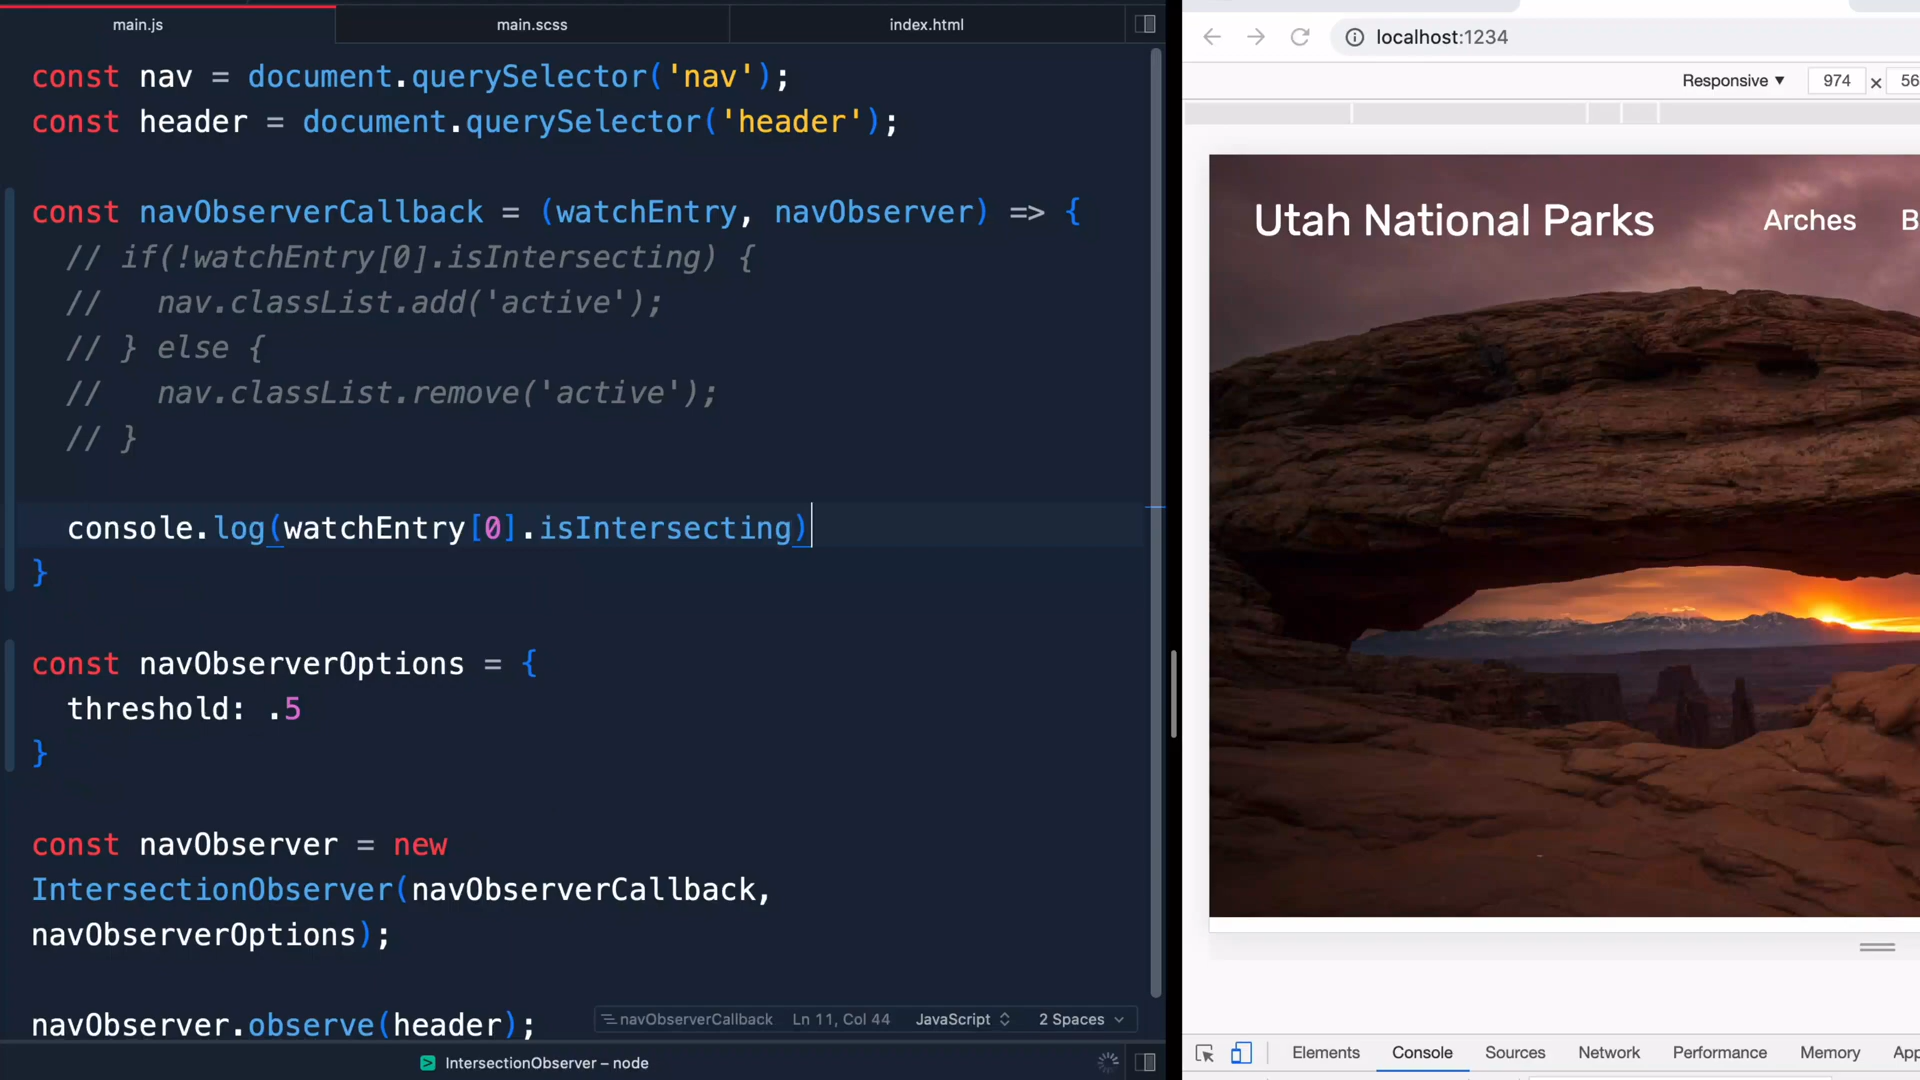 main.js
main.scss
index.html
const nav = document.querySelector('nav');
const header = document.querySelector('header');
const navObserverCallback = (watchEntry, navObserver) => {
// if(!watchEntry[0].isIntersecting) {
//   nav.classList.add('active');
// } else {
//   nav.classList.remove('active');
// }
console.log(watchEntry[0].isIntersecting)
}
const navObserverOptions = {
threshold: .5
}
const navObserver = new
IntersectionObserver(navObserverCallback,
navObserverOptions);
navObserver.observe(header);
navObserverCallback
Ln 11, Col 44
JavaScript
2 Spaces
IntersectionObserver – node
localhost:1234
Responsive ▼
974 × 56
Utah National Parks
Arches
B
Elements
Console
Sources
Network
Performance
Memory
App